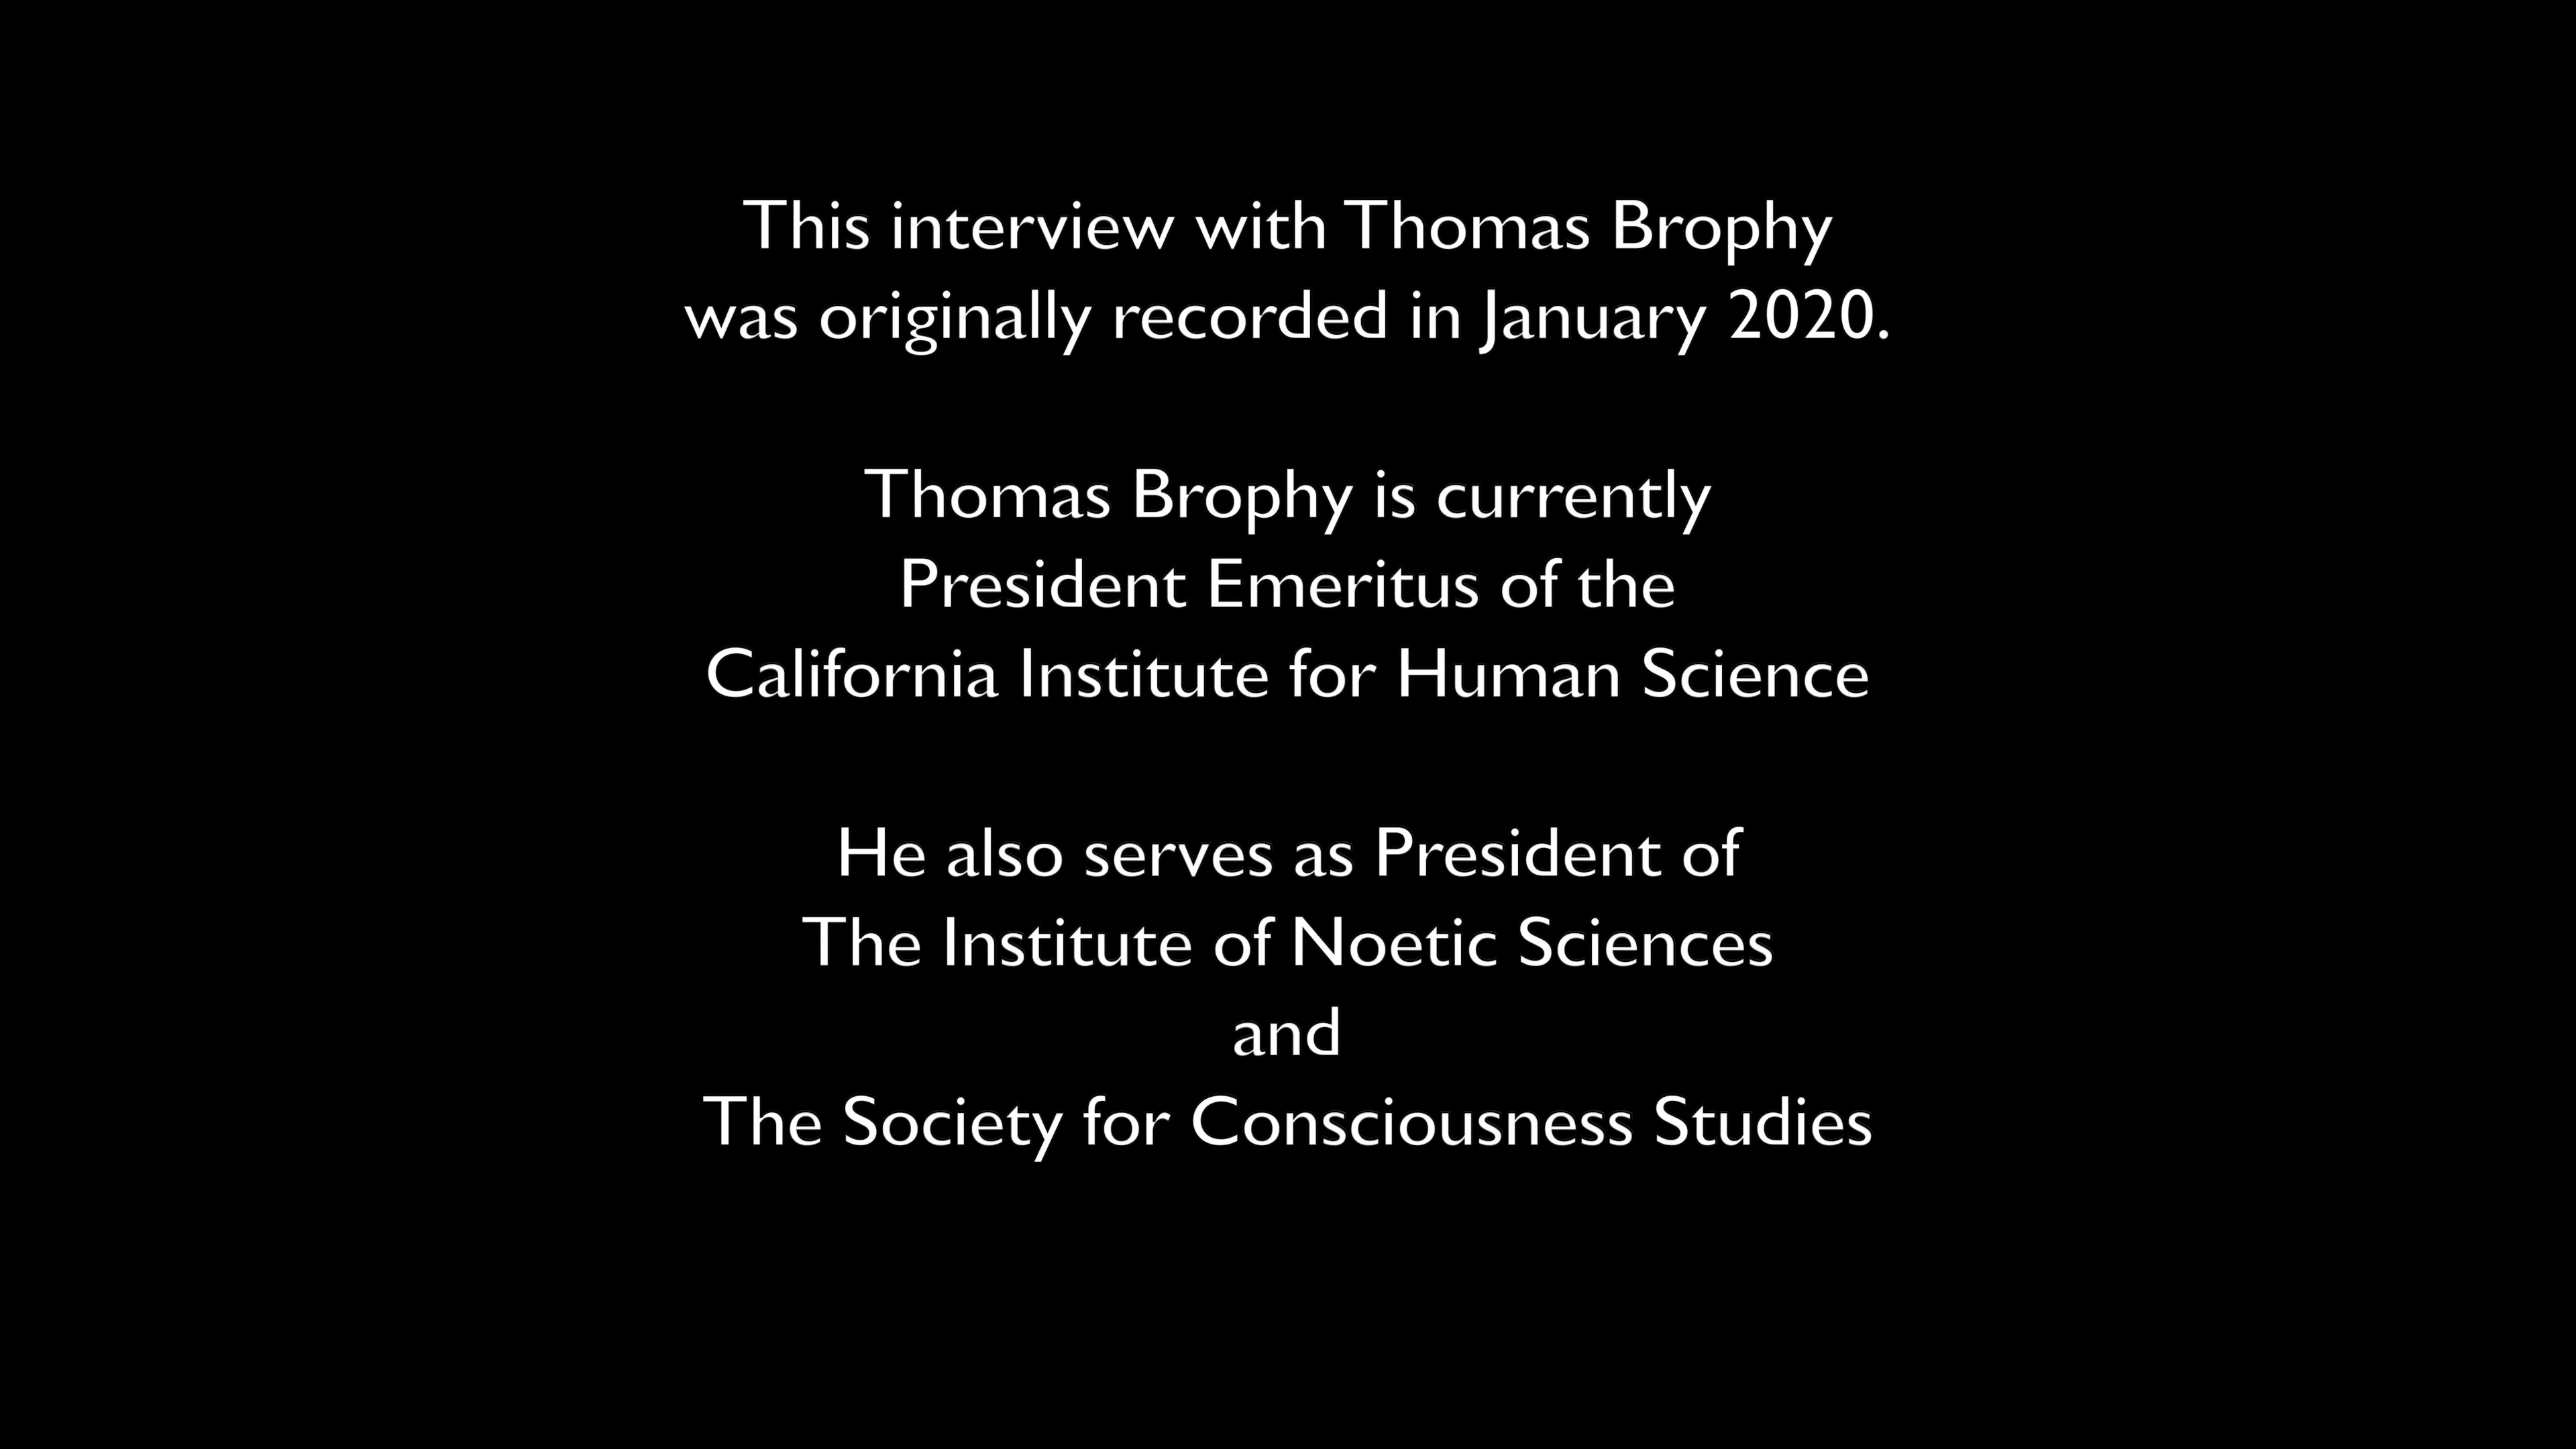 This interview with Thomas Brophy
was originally recorded in January 2020.
Thomas Brophy is currently
President Emeritus of the
California Institute for Human Science
He also serves as President of
The Institute of Noetic Sciences
and
The Society for Consciousness Studies